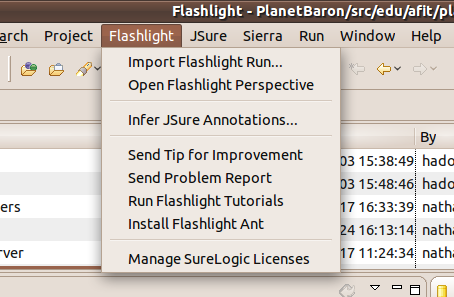 Flashlight - PlanetBaron/src/edu/afit/pl
arch Project Flashlight JSure Sierra Run Window Help
Import Flashlight Run...
Open Flashlight Perspective
Infer JSure Annotations...
By
Send Tip for Improvement 03 15:38:49 hado
Send Problem Report 03 15:48:46 hado
ers Run Flashlight Tutorials 17 16:33:39 nath
Install Flashlight Ant 24 16:13:14 nath
rver 17 11:24:34 nath
Manage SureLogic Licenses